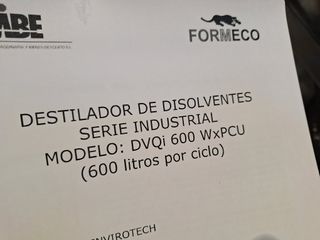 FORMECO
DESTILADOR DE DISOLVENTES
SERIE INDUSTRIAL
MODELO: DVQi 600 WxPCU
(600 litros por ciclo)